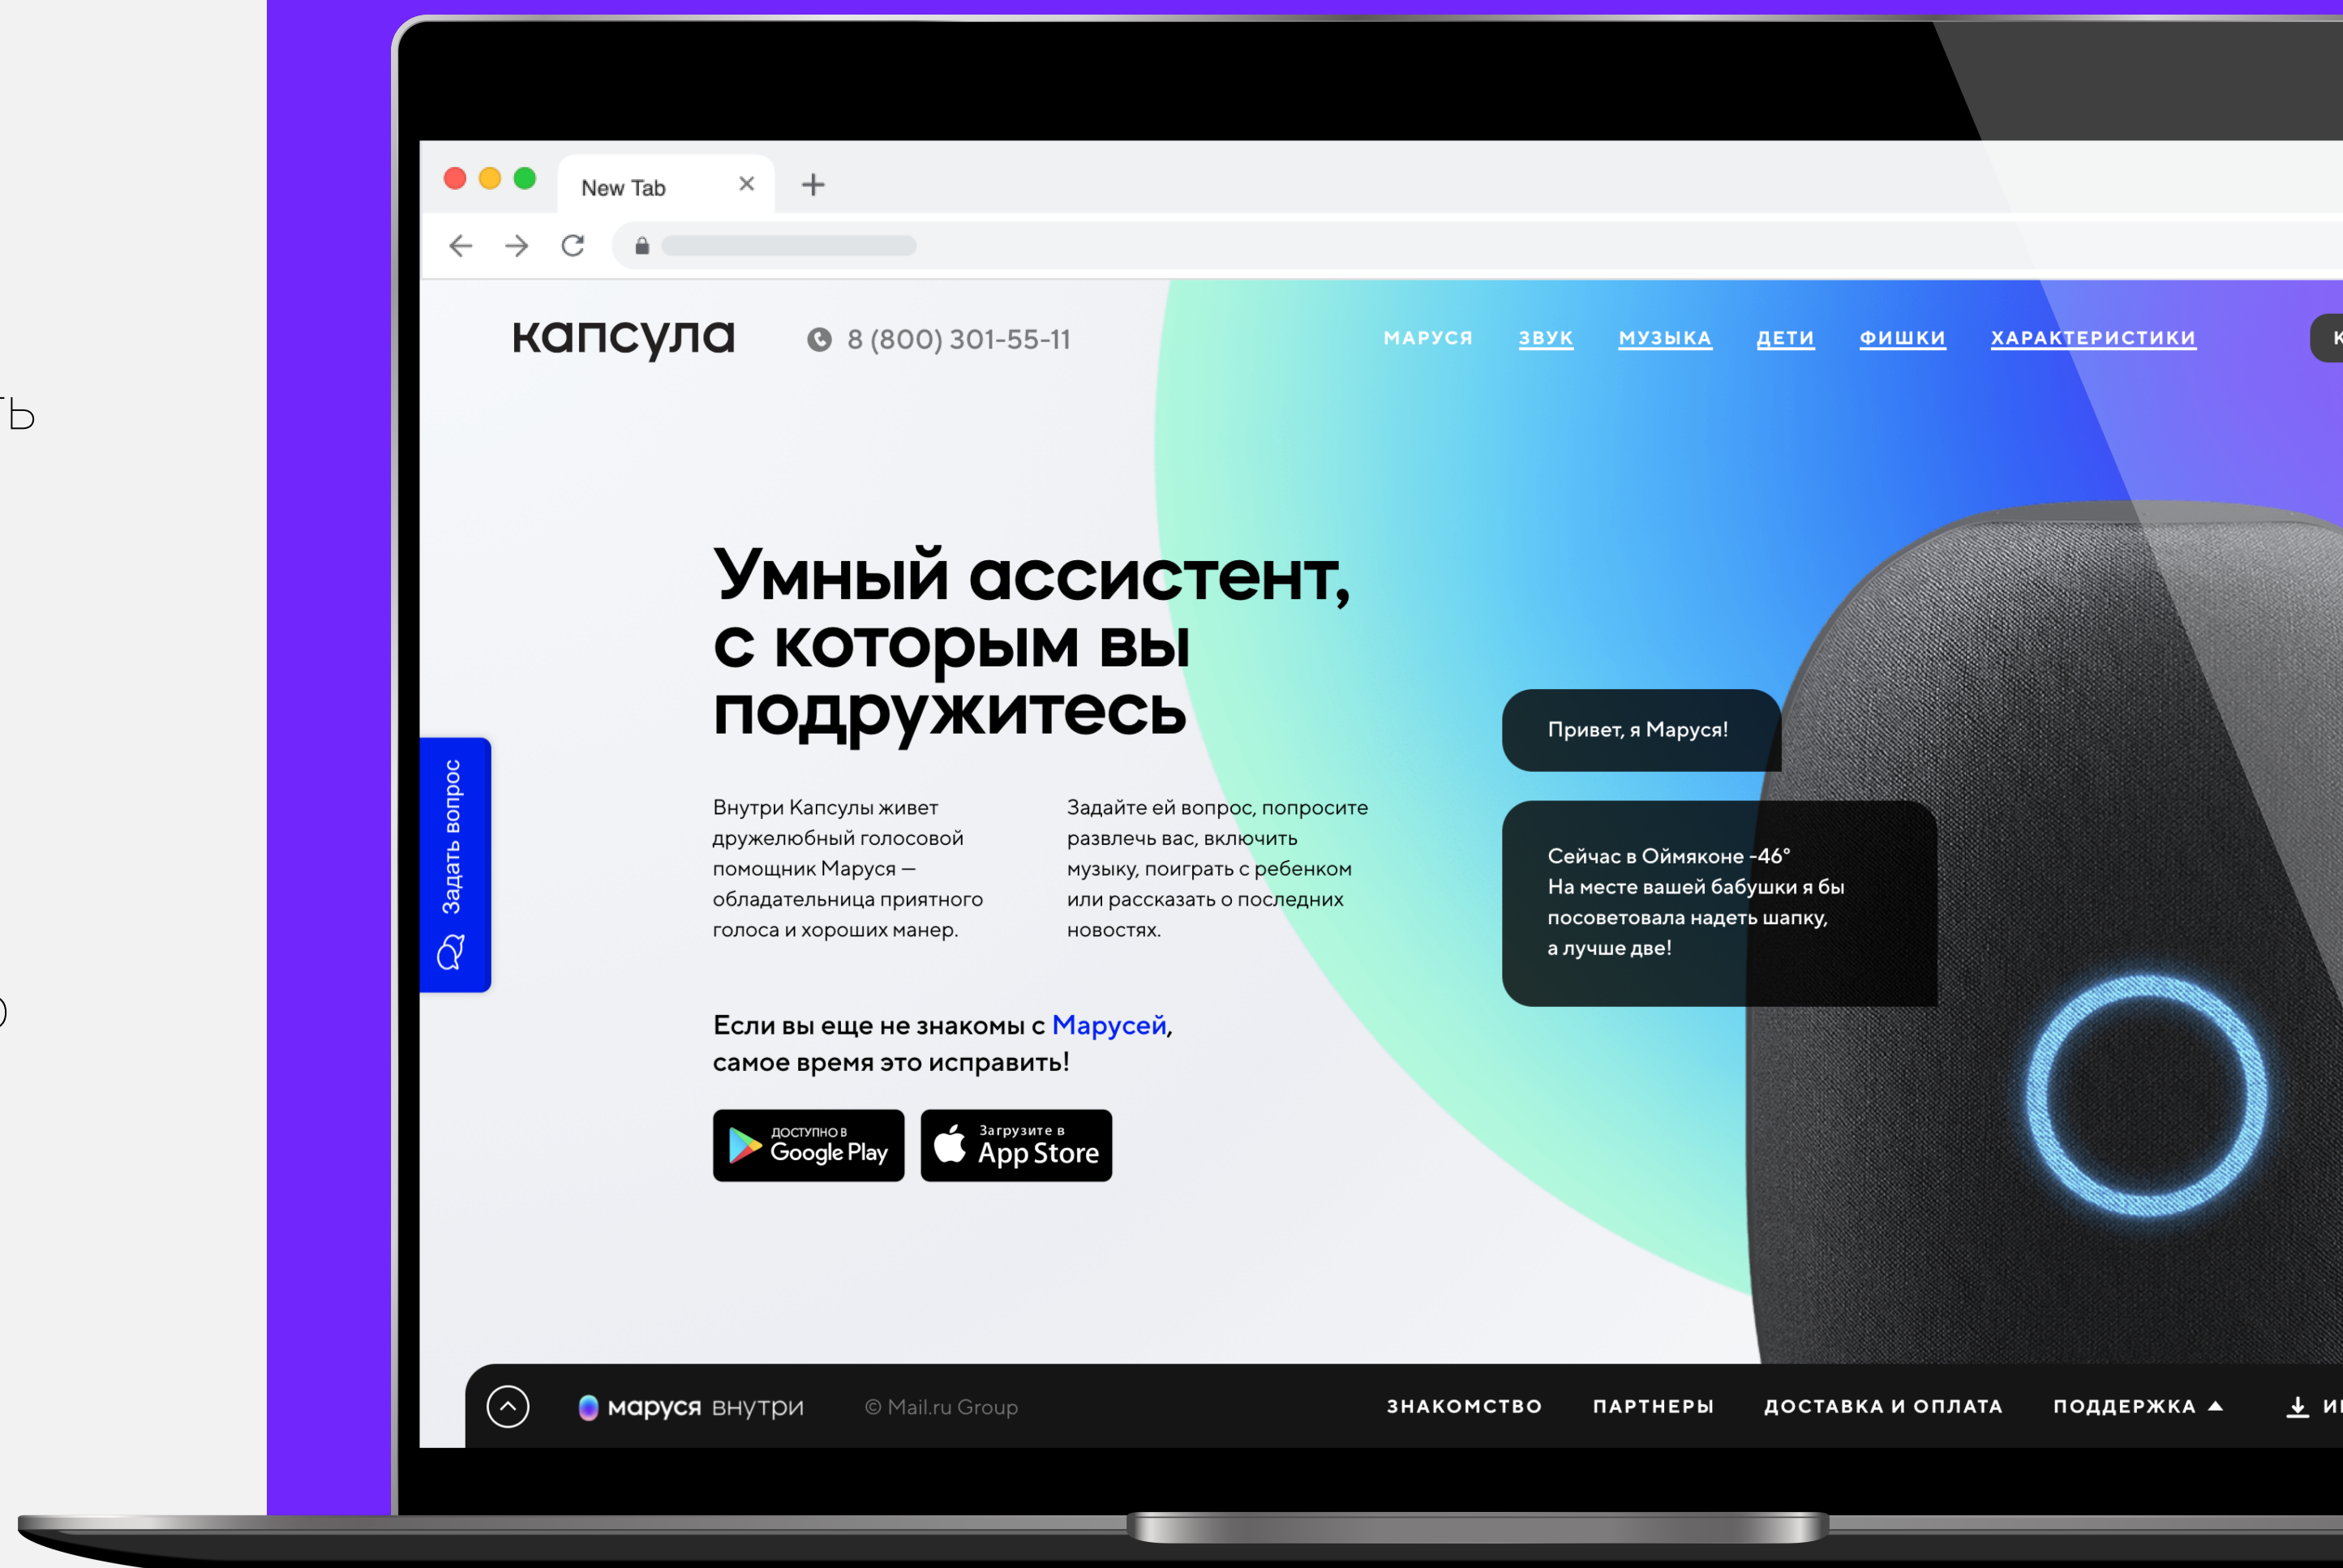 New Tab
капсула
8 (800) 301-55-11
МАРУСЯ ЗВУК МУЗЫКА ДЕТИ ФИШКИ ХАРАКТЕРИСТИКИ
Умный ассистент,
с которым вы
подружитесь
Внутри Капсулы живет
дружелюбный голосовой
помощник Маруся —
обладательница приятного
голоса и хороших манер.
Задайте ей вопрос, попросите
развлечь вас, включить
музыку, поиграть с ребенком
или рассказать о последних
новостях.
Привет, я Маруся!
Сейчас в Оймяконе -46°
На месте вашей бабушки я бы
посоветовала надеть шапку,
а лучше две!
Задать вопрос
Если вы еще не знакомы с Марусей,
самое время это исправить!
ДОСТУПНО В
Google Play
Загрузите в
App Store
маруся внутри
© Mail.ru Group
ЗНАКОМСТВО ПАРТНЕРЫ ДОСТАВКА И ОПЛАТА ПОДДЕРЖКА